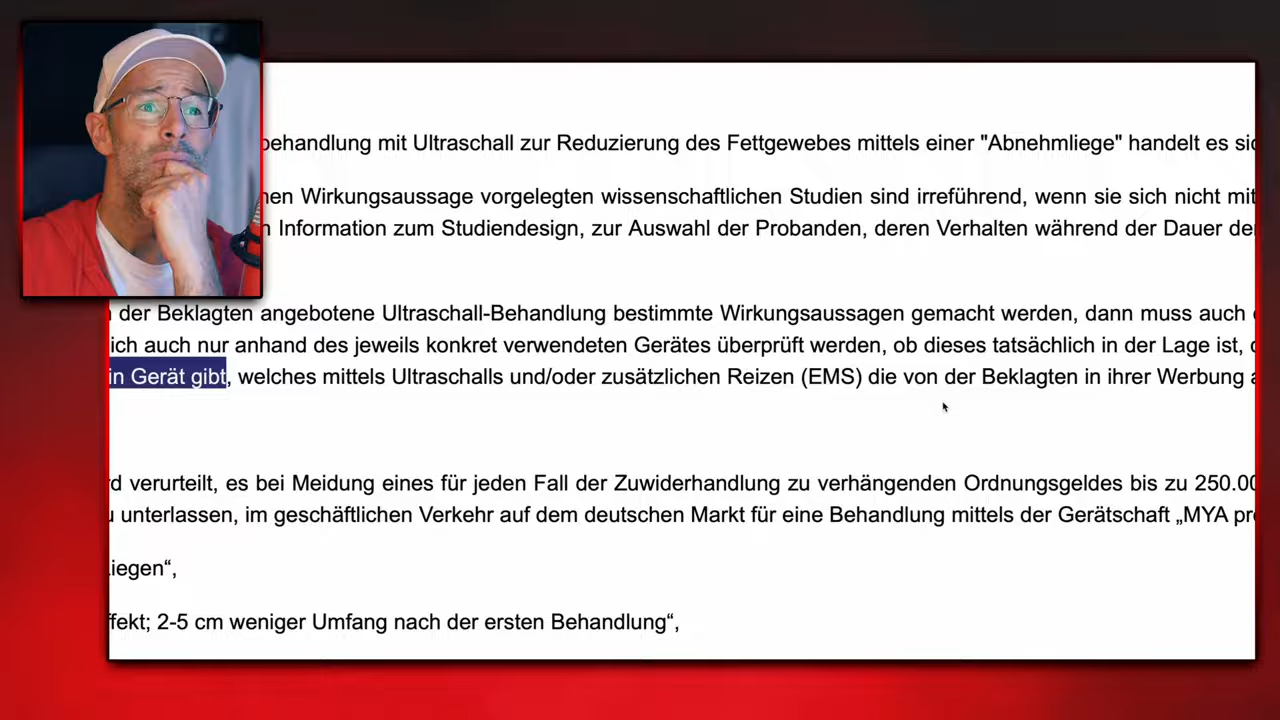 behandlung mit Ultraschall zur Reduzierung des Fettgewebes mittels einer "Abnehmliege" handelt es
Wirkungsaussage vorgelegten wissenschaftlichen Studien sind irreführend, wenn sie sich nicht mit
Information zum Studiendesign, zur Auswahl der Probanden, deren Verhalten während der Dauer
der Beklagten angebotene Ultraschall-Behandlung bestimmte Wirkungsaussagen gemacht werden, dann muss auch
ich auch nur anhand des jeweils konkret verwendeten Gerätes überprüft werden, ob dieses tatsächlich in der Lage ist,
in Gerät gibt, welches mittels Ultraschalls und/oder zusätzlichen Reizen (EMS) die von der Beklagten in ihrer Werbung
verurteilt, es bei Meidung eines für jeden Fall der Zuwiderhandlung zu verhängenden Ordnungsgeldes bis zu 250.00
unterlassen, im geschäftlichen Verkehr auf dem deutschen Markt für eine Behandlung mittels der Gerätschaft „MYA
iegen“,
fekt; 2-5 cm weniger Umfang nach der ersten Behandlung“,